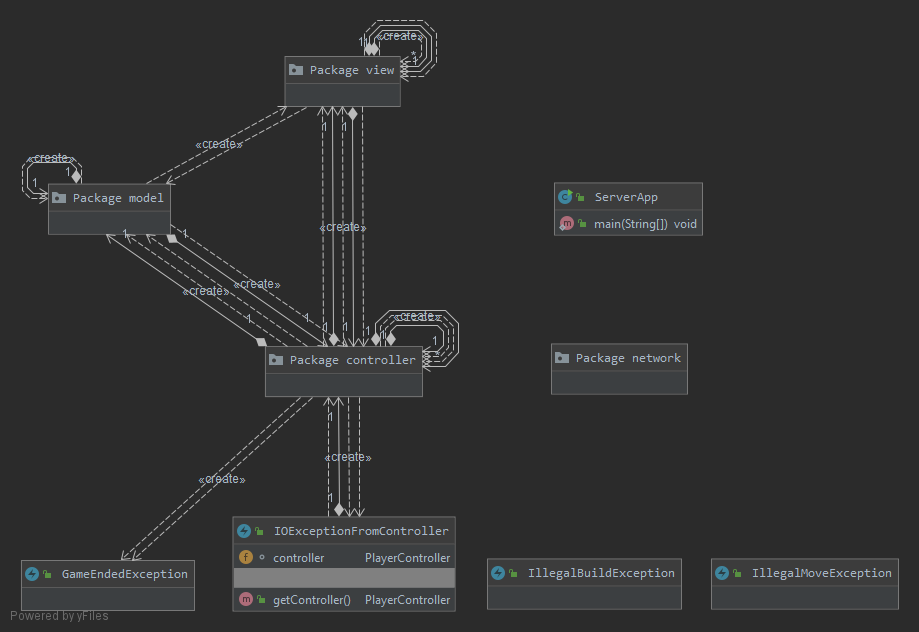 «create»
1
*
1
Package view
1
1
«create»
«create»
1
1
Package model
ServerApp
main(String[]) void
1
1
«create»
«create»
«create»
1
1
1
1
1
«create»
1
Package controller
Package network
1
«create»
«create»
1
IOExceptionFromController
controller PlayerController
getController() PlayerController
GameEndedException
IllegalBuildException
IllegalMoveException
Powered by yFiles